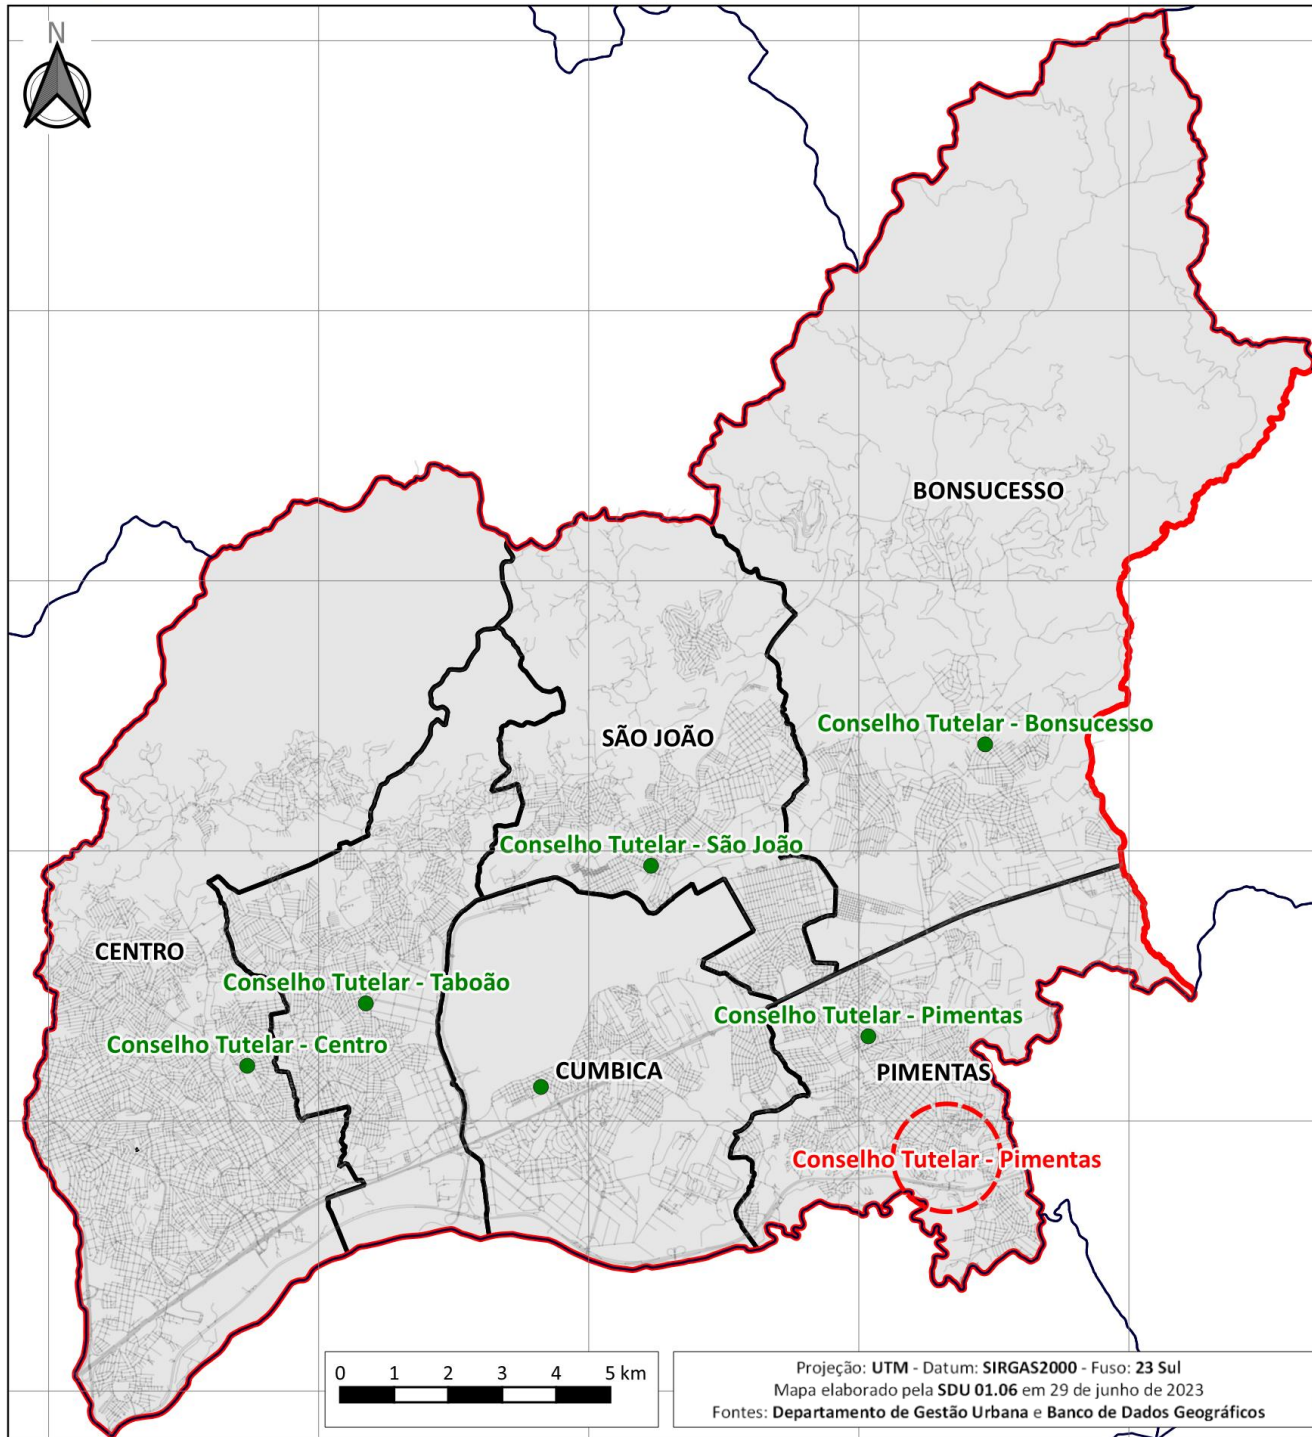 N
BONSUCESSO
Conselho Tutelar - Bonsucesso
SÃO JOÃO
Conselho Tutelar - São João
CENTRO
Conselho Tutelar - Taboão
Conselho Tutelar - Pimentas
Conselho Tutelar - Centro
CUMBICA
PIMENTAS
Conselho Tutelar - Pimentas
0 1 2 3 4 5 km
Projeção: UTM - Datum: SIRGAS2000 - Fuso: 23 Sul
Mapa elaborado pela SDU 01.06 em 29 de junho de 2023
Fontes: Departamento de Gestão Urbana e Banco de Dados Geográficos